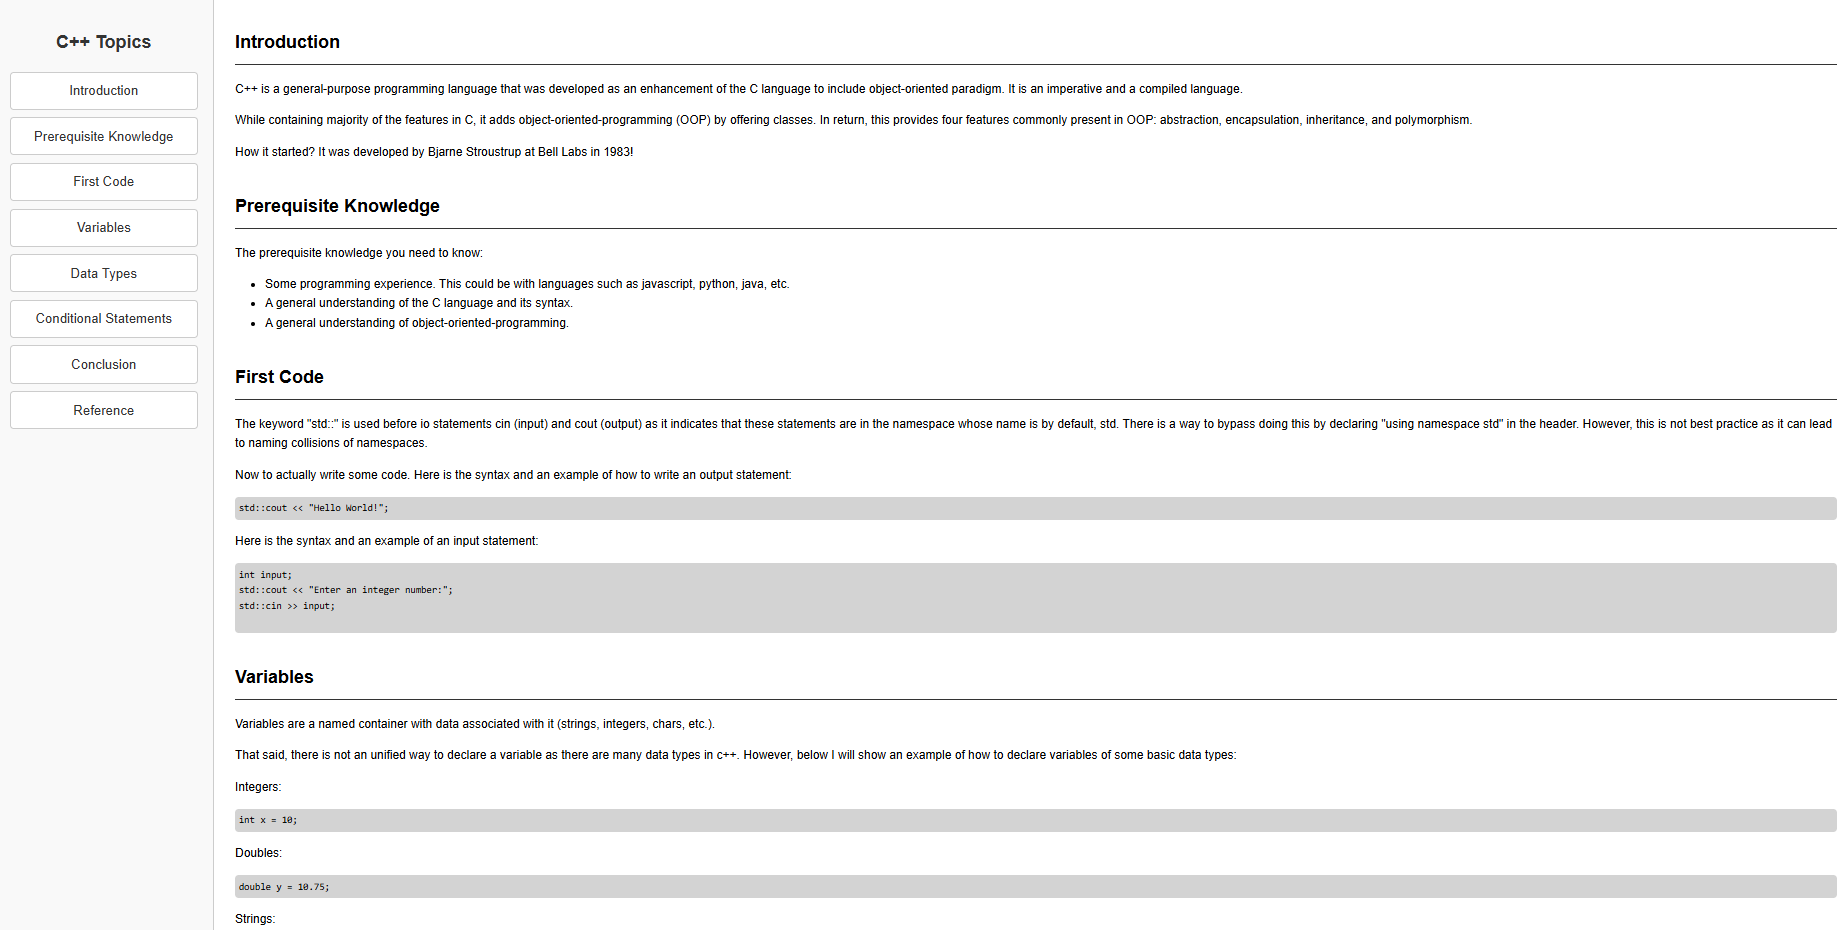 C++ Topics
Introduction
Prerequisite Knowledge
First Code
Variables
Data Types
Conditional Statements
Conclusion
Reference
Introduction
C++ is a general-purpose programming language that was developed as an enhancement of the C language to include object-oriented paradigm. It is an imperative and a compiled language.
While containing majority of the features in C, it adds object-oriented-programming (OOP) by offering classes. In return, this provides four features commonly present in OOP: abstraction, encapsulation, inheritance, and polymorphism.
How it started? It was developed by Bjarne Stroustrup at Bell Labs in 1983!
Prerequisite Knowledge
The prerequisite knowledge you need to know:
• Some programming experience. This could be with languages such as javascript, python, java, etc.
• A general understanding of the C language and its syntax.
• A general understanding of object-oriented-programming.
First Code
The keyword "std::" is used before io statements cin (input) and cout (output) as it indicates that these statements are in the namespace whose name is by default, std. There is a way to bypass doing this by declaring "using namespace std" in the header. However, this is not best practice as it can lead
to naming collisions of namespaces.
Now to actually write some code. Here is the syntax and an example of how to write an output statement:
std::cout << "Hello World!";
Here is the syntax and an example of an input statement:
int input;
std::cout << "Enter an integer number:";
std::cin >> input;
Variables
Variables are a named container with data associated with it (strings, integers, chars, etc.).
That said, there is not an unified way to declare a variable as there are many data types in c++. However, below I will show an example of how to declare variables of some basic data types:
Integers:
int x = 10;
Doubles:
double y = 10.75;
Strings: